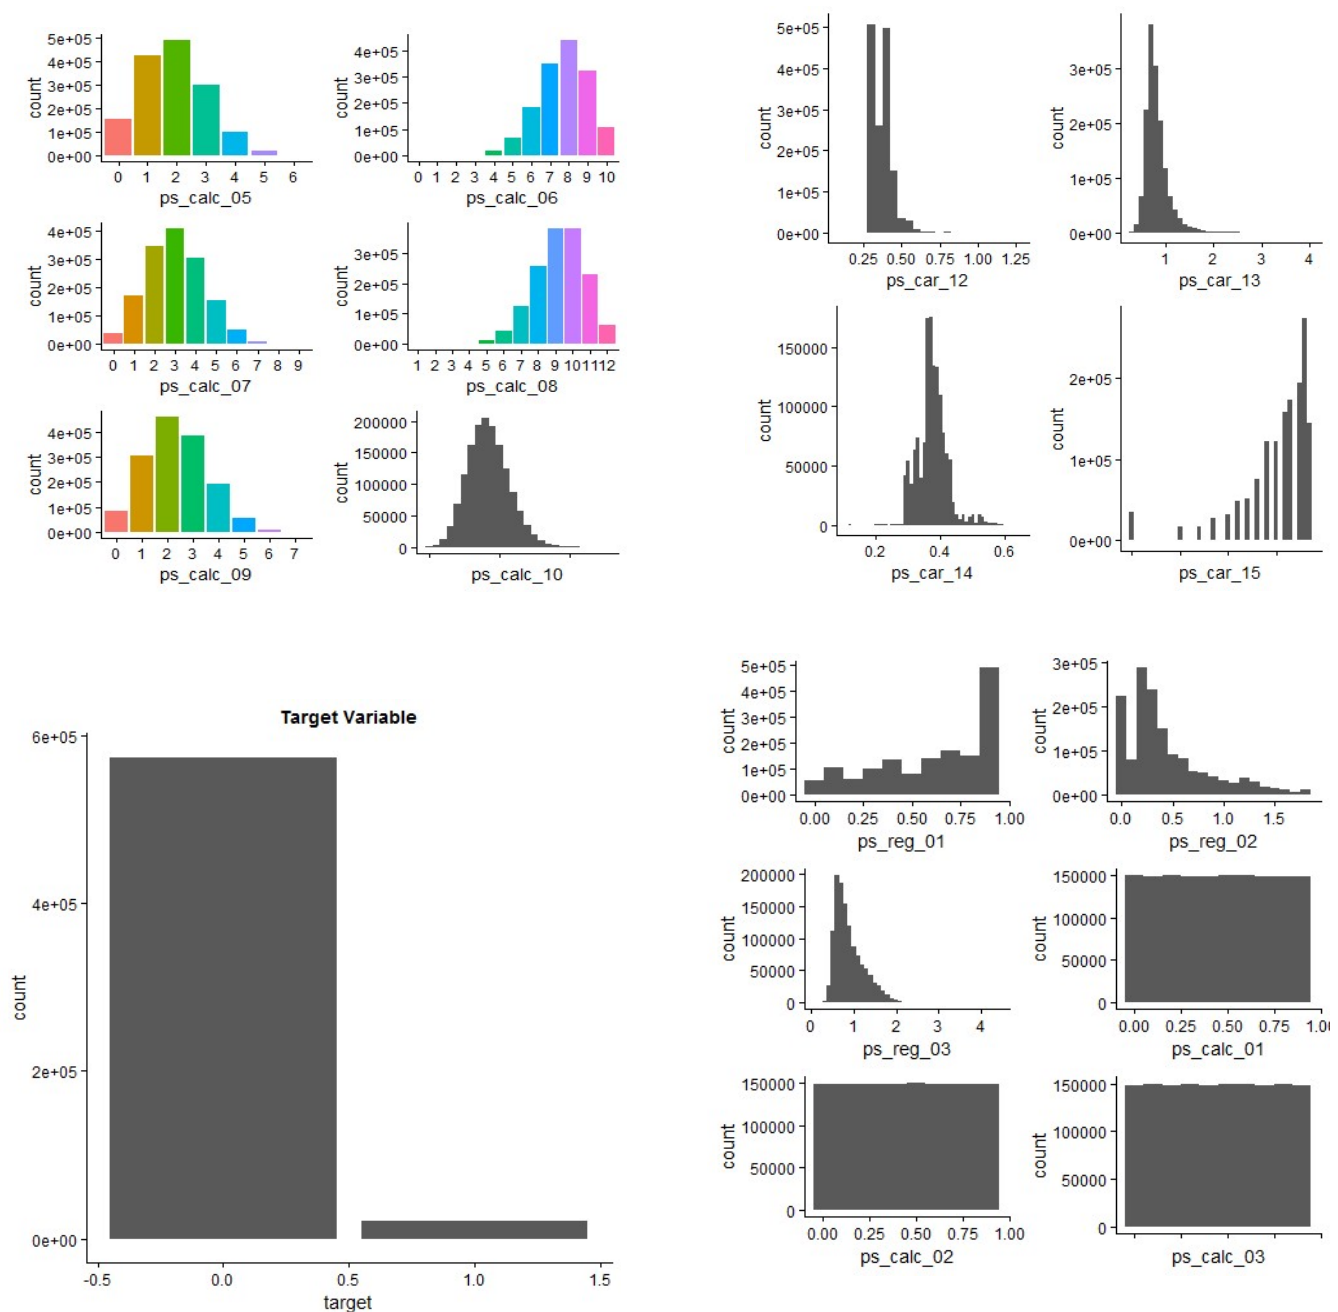 5e+05
4e+05
3e+05
2e+05
1e+05
0e+00
count
0 1 2 3 4 5 6
ps_calc_05
4e+05
3e+05
2e+05
1e+05
0e+00
count
0 1 2 3 4 5 6 7 8 9 10
ps_calc_06
4e+05
3e+05
2e+05
1e+05
0e+00
count
0 1 2 3 4 5 6 7 8 9
ps_calc_07
3e+05
2e+05
1e+05
0e+00
count
1 2 3 4 5 6 7 8 9 10 11 12
ps_calc_08
4e+05
3e+05
2e+05
1e+05
0e+00
count
0 1 2 3 4 5 6 7
ps_calc_09
200000
150000
100000
50000
0
count
ps_calc_10
5e+05
4e+05
3e+05
2e+05
1e+05
0e+00
count
0.25 0.50 0.75 1.00 1.25
ps_car_12
3e+05
2e+05
1e+05
0e+00
count
1 2 3 4
ps_car_13
150000
100000
50000
0
count
0.2 0.4 0.6
ps_car_14
2e+05
1e+05
0e+00
count
ps_car_15
Target Variable
6e+05
4e+05
2e+05
0e+00
count
-0.5 0.0 0.5 1.0 1.5
target
5e+05
4e+05
3e+05
2e+05
1e+05
0e+00
count
0.00 0.25 0.50 0.75 1.00
ps_reg_01
3e+05
2e+05
1e+05
0e+00
count
0.0 0.5 1.0 1.5
ps_reg_02
200000
150000
100000
50000
0
count
0 1 2 3 4
ps_reg_03
150000
100000
50000
0
count
0.00 0.25 0.50 0.75 1.0
ps_calc_01
150000
100000
50000
0
count
0.00 0.25 0.50 0.75 1.00
ps_calc_02
150000
100000
50000
0
count
ps_calc_03